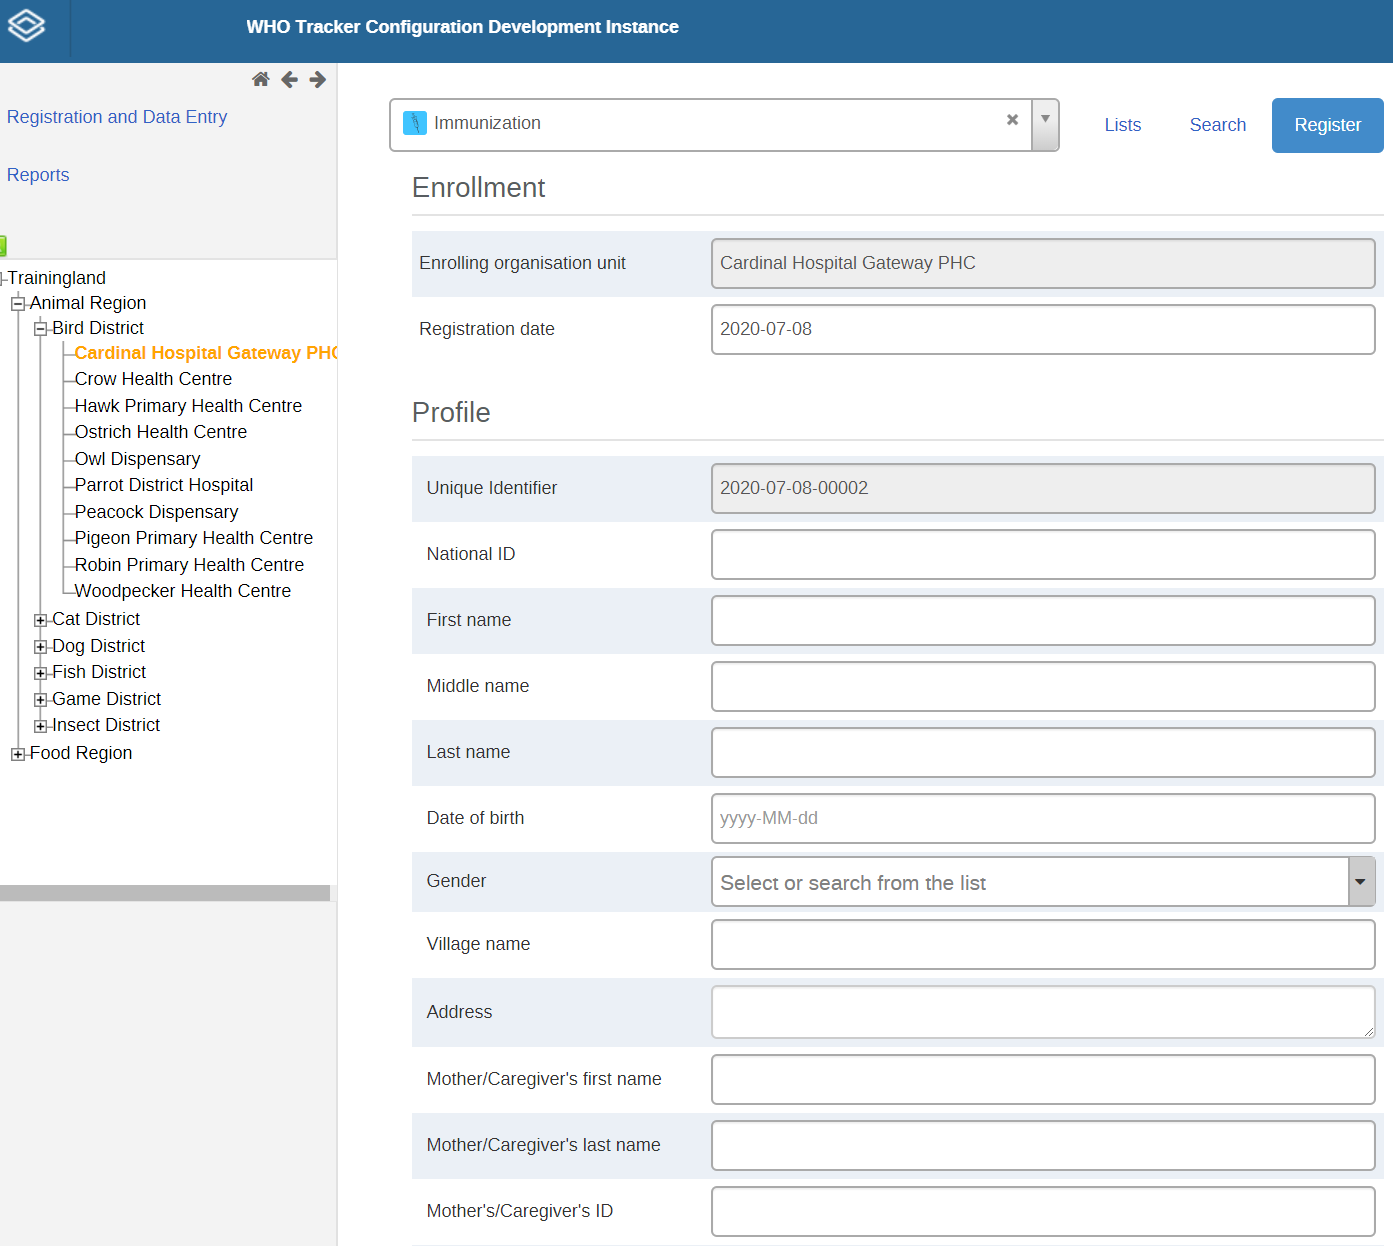 WHO Tracker Configuration Development Instance
Registration and Data Entry
Reports
Trainingland
Animal Region
Bird District
Cardinal Hospital Gateway PHC
Crow Health Centre
Hawk Primary Health Centre
Ostrich Health Centre
Owl Dispensary
Parrot District Hospital
Peacock Dispensary
Pigeon Primary Health Centre
Robin Primary Health Centre
Woodpecker Health Centre
Cat District
Dog District
Fish District
Game District
Insect District
Food Region
Immunization
Lists
Search
Register
Enrollment
Enrolling organisation unit
Cardinal Hospital Gateway PHC
Registration date
2020-07-08
Profile
Unique Identifier
2020-07-08-00002
National ID
First name
Middle name
Last name
Date of birth
yyyy-MM-dd
Gender
Select or search from the list
Village name
Address
Mother/Caregiver's first name
Mother/Caregiver's last name
Mother's/Caregiver's ID